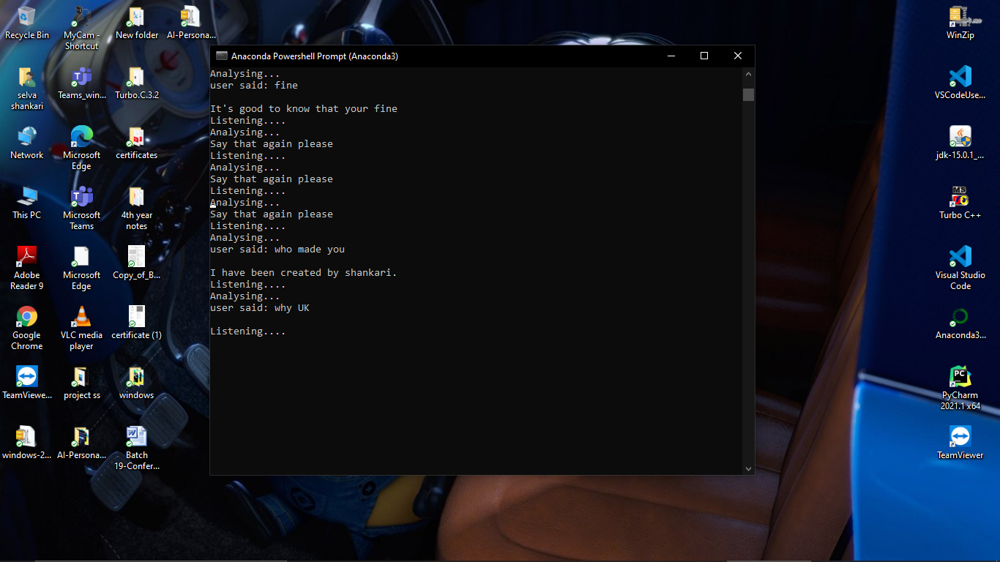 Recycle Bin
MyCam -
Shortcut
New folder
AI-Persona...
WinZip
selva
shankari
Teams_win...
Turbo.C.3.2
VSCodeUse...
Network
Microsoft
Edge
certificates
jdk-15.0.1_...
This PC
Microsoft
Teams
4th year
notes
MS
Turbo C++
Adobe
Reader 9
Microsoft
Edge
Copy_of_B...
Visual Studio
Code
Google
Chrome
VLC media
player
certificate (1)
Anaconda3...
TeamViewe...
project ss
windows
PC
PyCharm
2021.1 x64
windows-2...
AI-Persona...
Batch
19-Confer...
TeamViewer
Anaconda Powershell Prompt (Anaconda3)
Analysing...
user said: fine
It's good to know that your fine
Listening....
Analysing...
Say that again please
Listening....
Analysing...
Say that again please
Listening....
Analysing...
Say that again please
Listening....
Analysing...
user said: who made you
I have been created by shankari.
Listening....
Analysing...
user said: why UK
Listening....